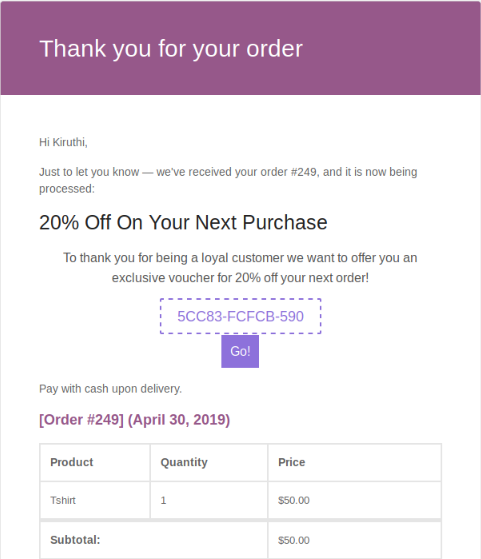 Thank you for your order
Hi Kiruthi,
Just to let you know — we've received your order #249, and it is now being
processed:
20% Off On Your Next Purchase
To thank you for being a loyal customer we want to offer you an
exclusive voucher for 20% off your next order!
5CC83-FCFCB-590
Go!
Pay with cash upon delivery.
[Order #249] (April 30, 2019)
Product Quantity Price
Tshirt 1 $50.00
Subtotal: $50.00